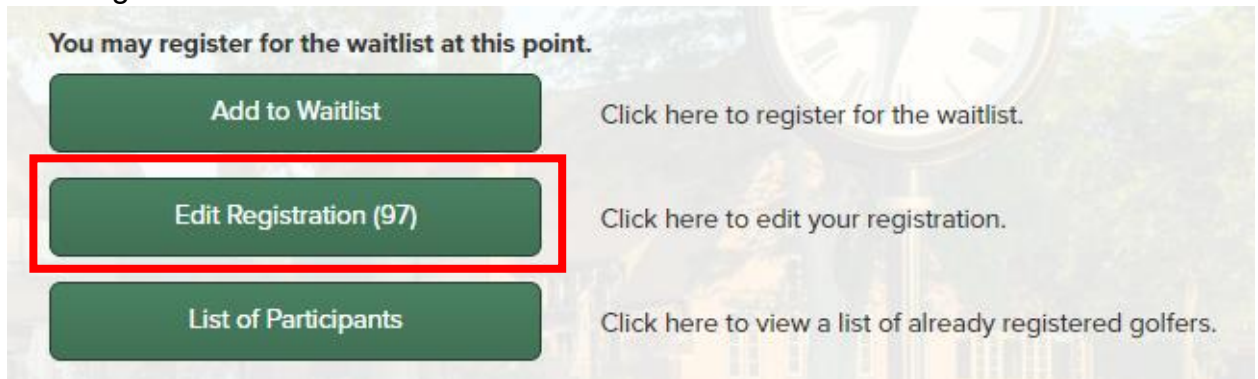 You may register for the waitlist at this point.
Add to Waitlist
Click here to register for the waitlist.
Edit Registration (97)
Click here to edit your registration.
List of Participants
Click here to view a list of already registered golfers.